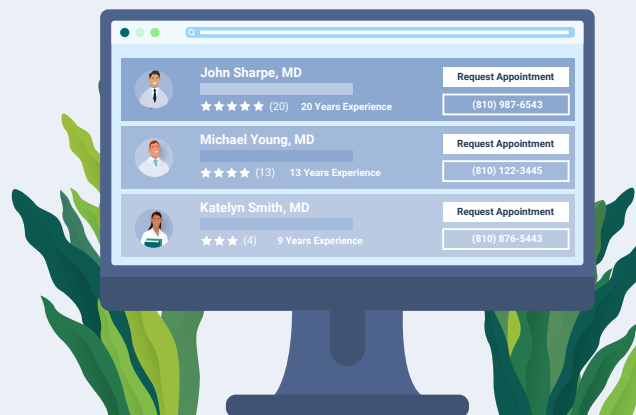 John Sharpe, MD
Request Appointment
(20) 20 Years Experience
(810) 987-6543
Michael Young, MD
Request Appointment
(13) 13 Years Experience
(810) 122-3445
Katelyn Smith, MD
Request Appointment
(4) 9 Years Experience
(810) 876-5443